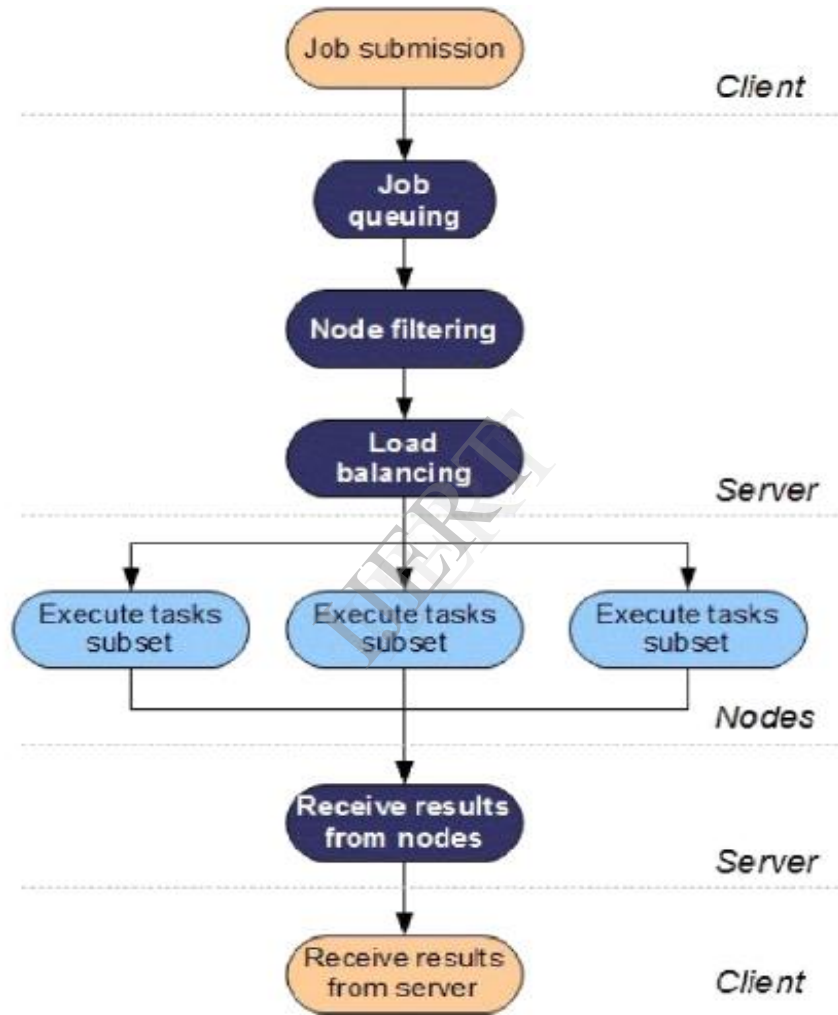 Job submission
Client
Job
queuing
Node filtering
Load
balancing
Server
Execute tasks
subset
Execute tasks
subset
Execute tasks
subset
Nodes
Receive results
from nodes
Server
Receive results
from server
Client
IJERT